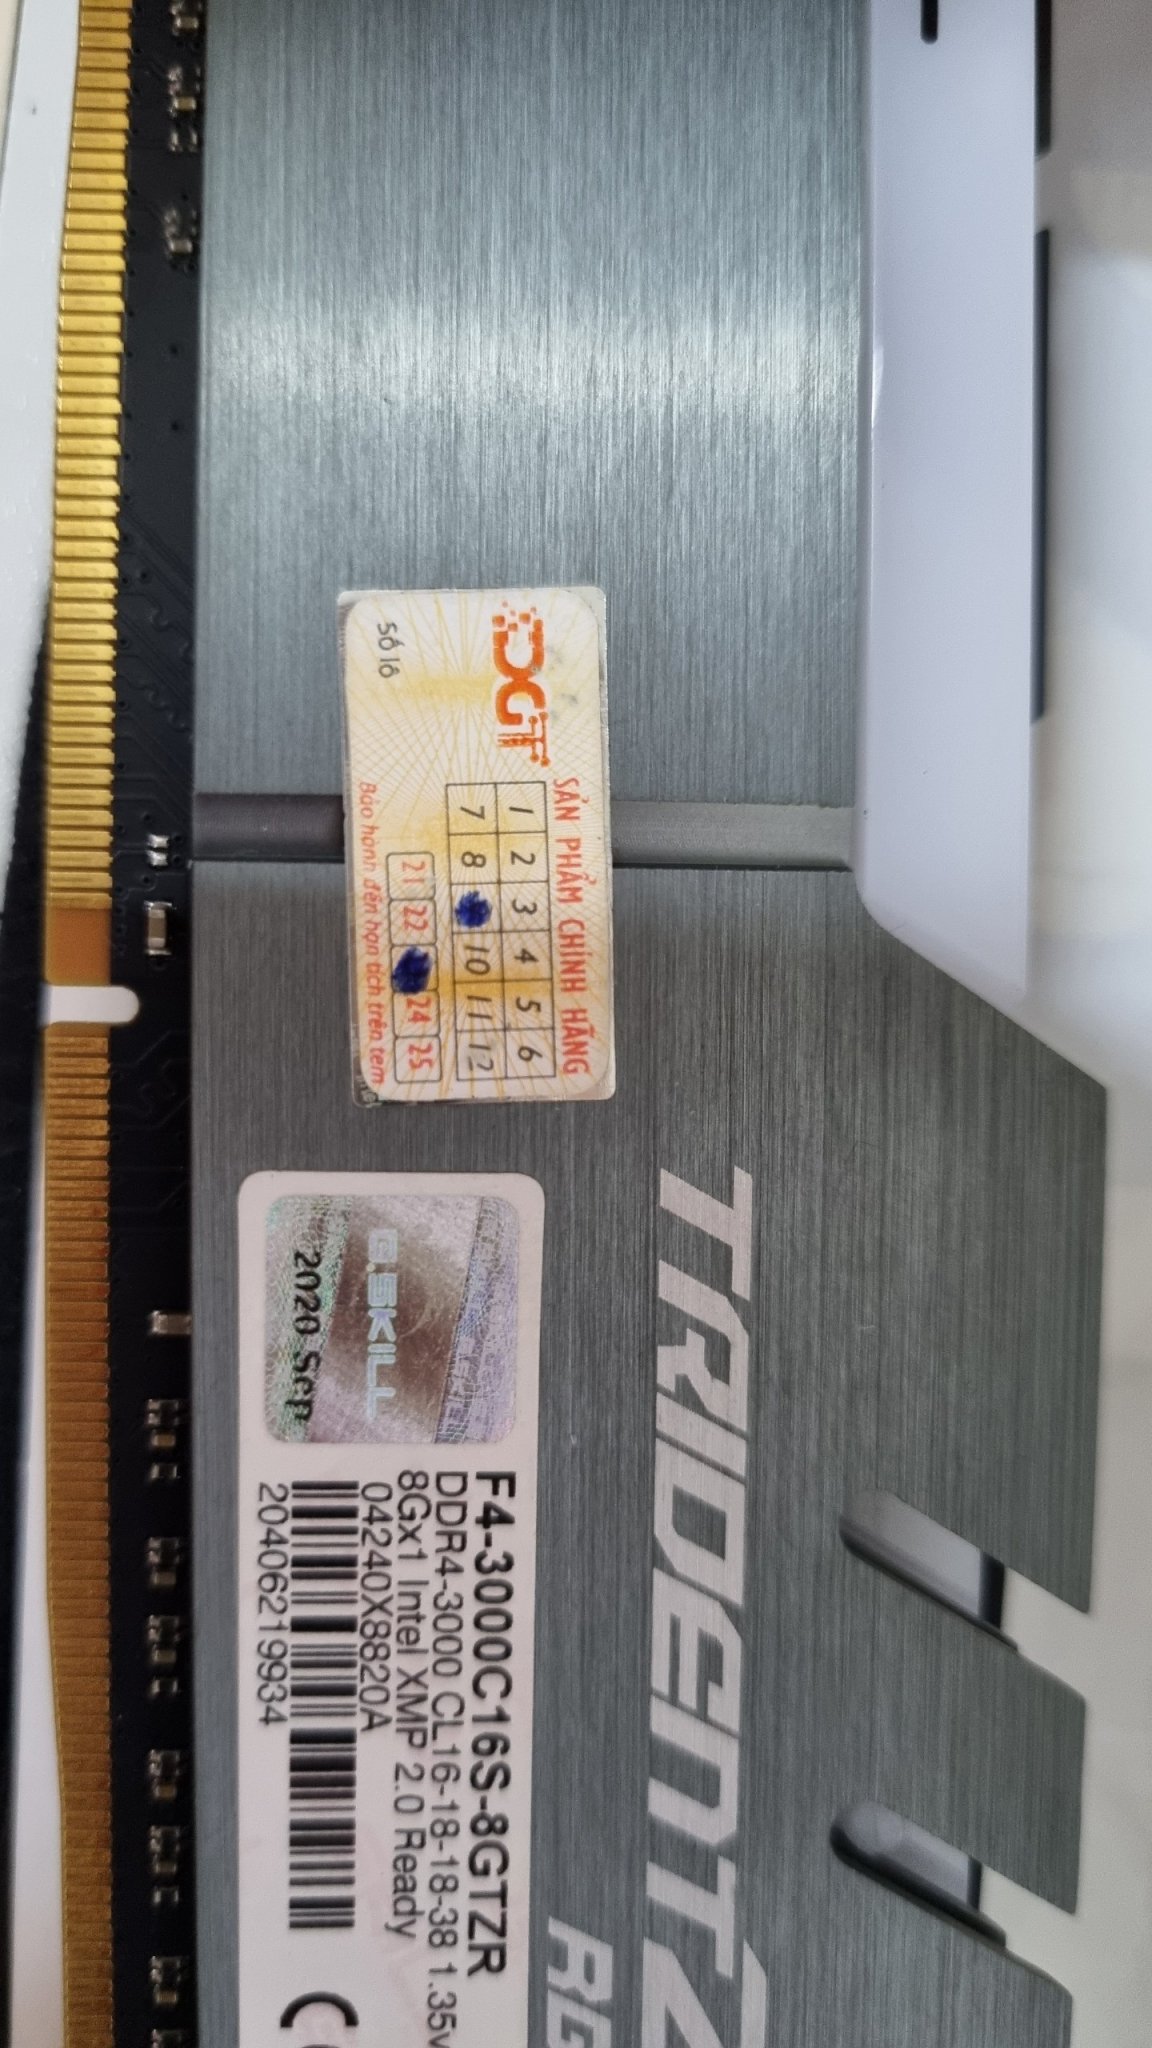 DGT
SẢN PHẨM CHÍNH HÃNG
1 2 3 4 5 6
7 8 10 11 12
Số lô
21 22 24 25
Bảo hành đến hạn tích trên tem
TRIDENT Z
RG
G.SKILL
2020 Sep
F4-3000C16S-8GTZR
DDR4-3000 CL16-18-18-38 1.35v
8Gx1 Intel XMP 2.0 Ready
04240X8820A
20406219934